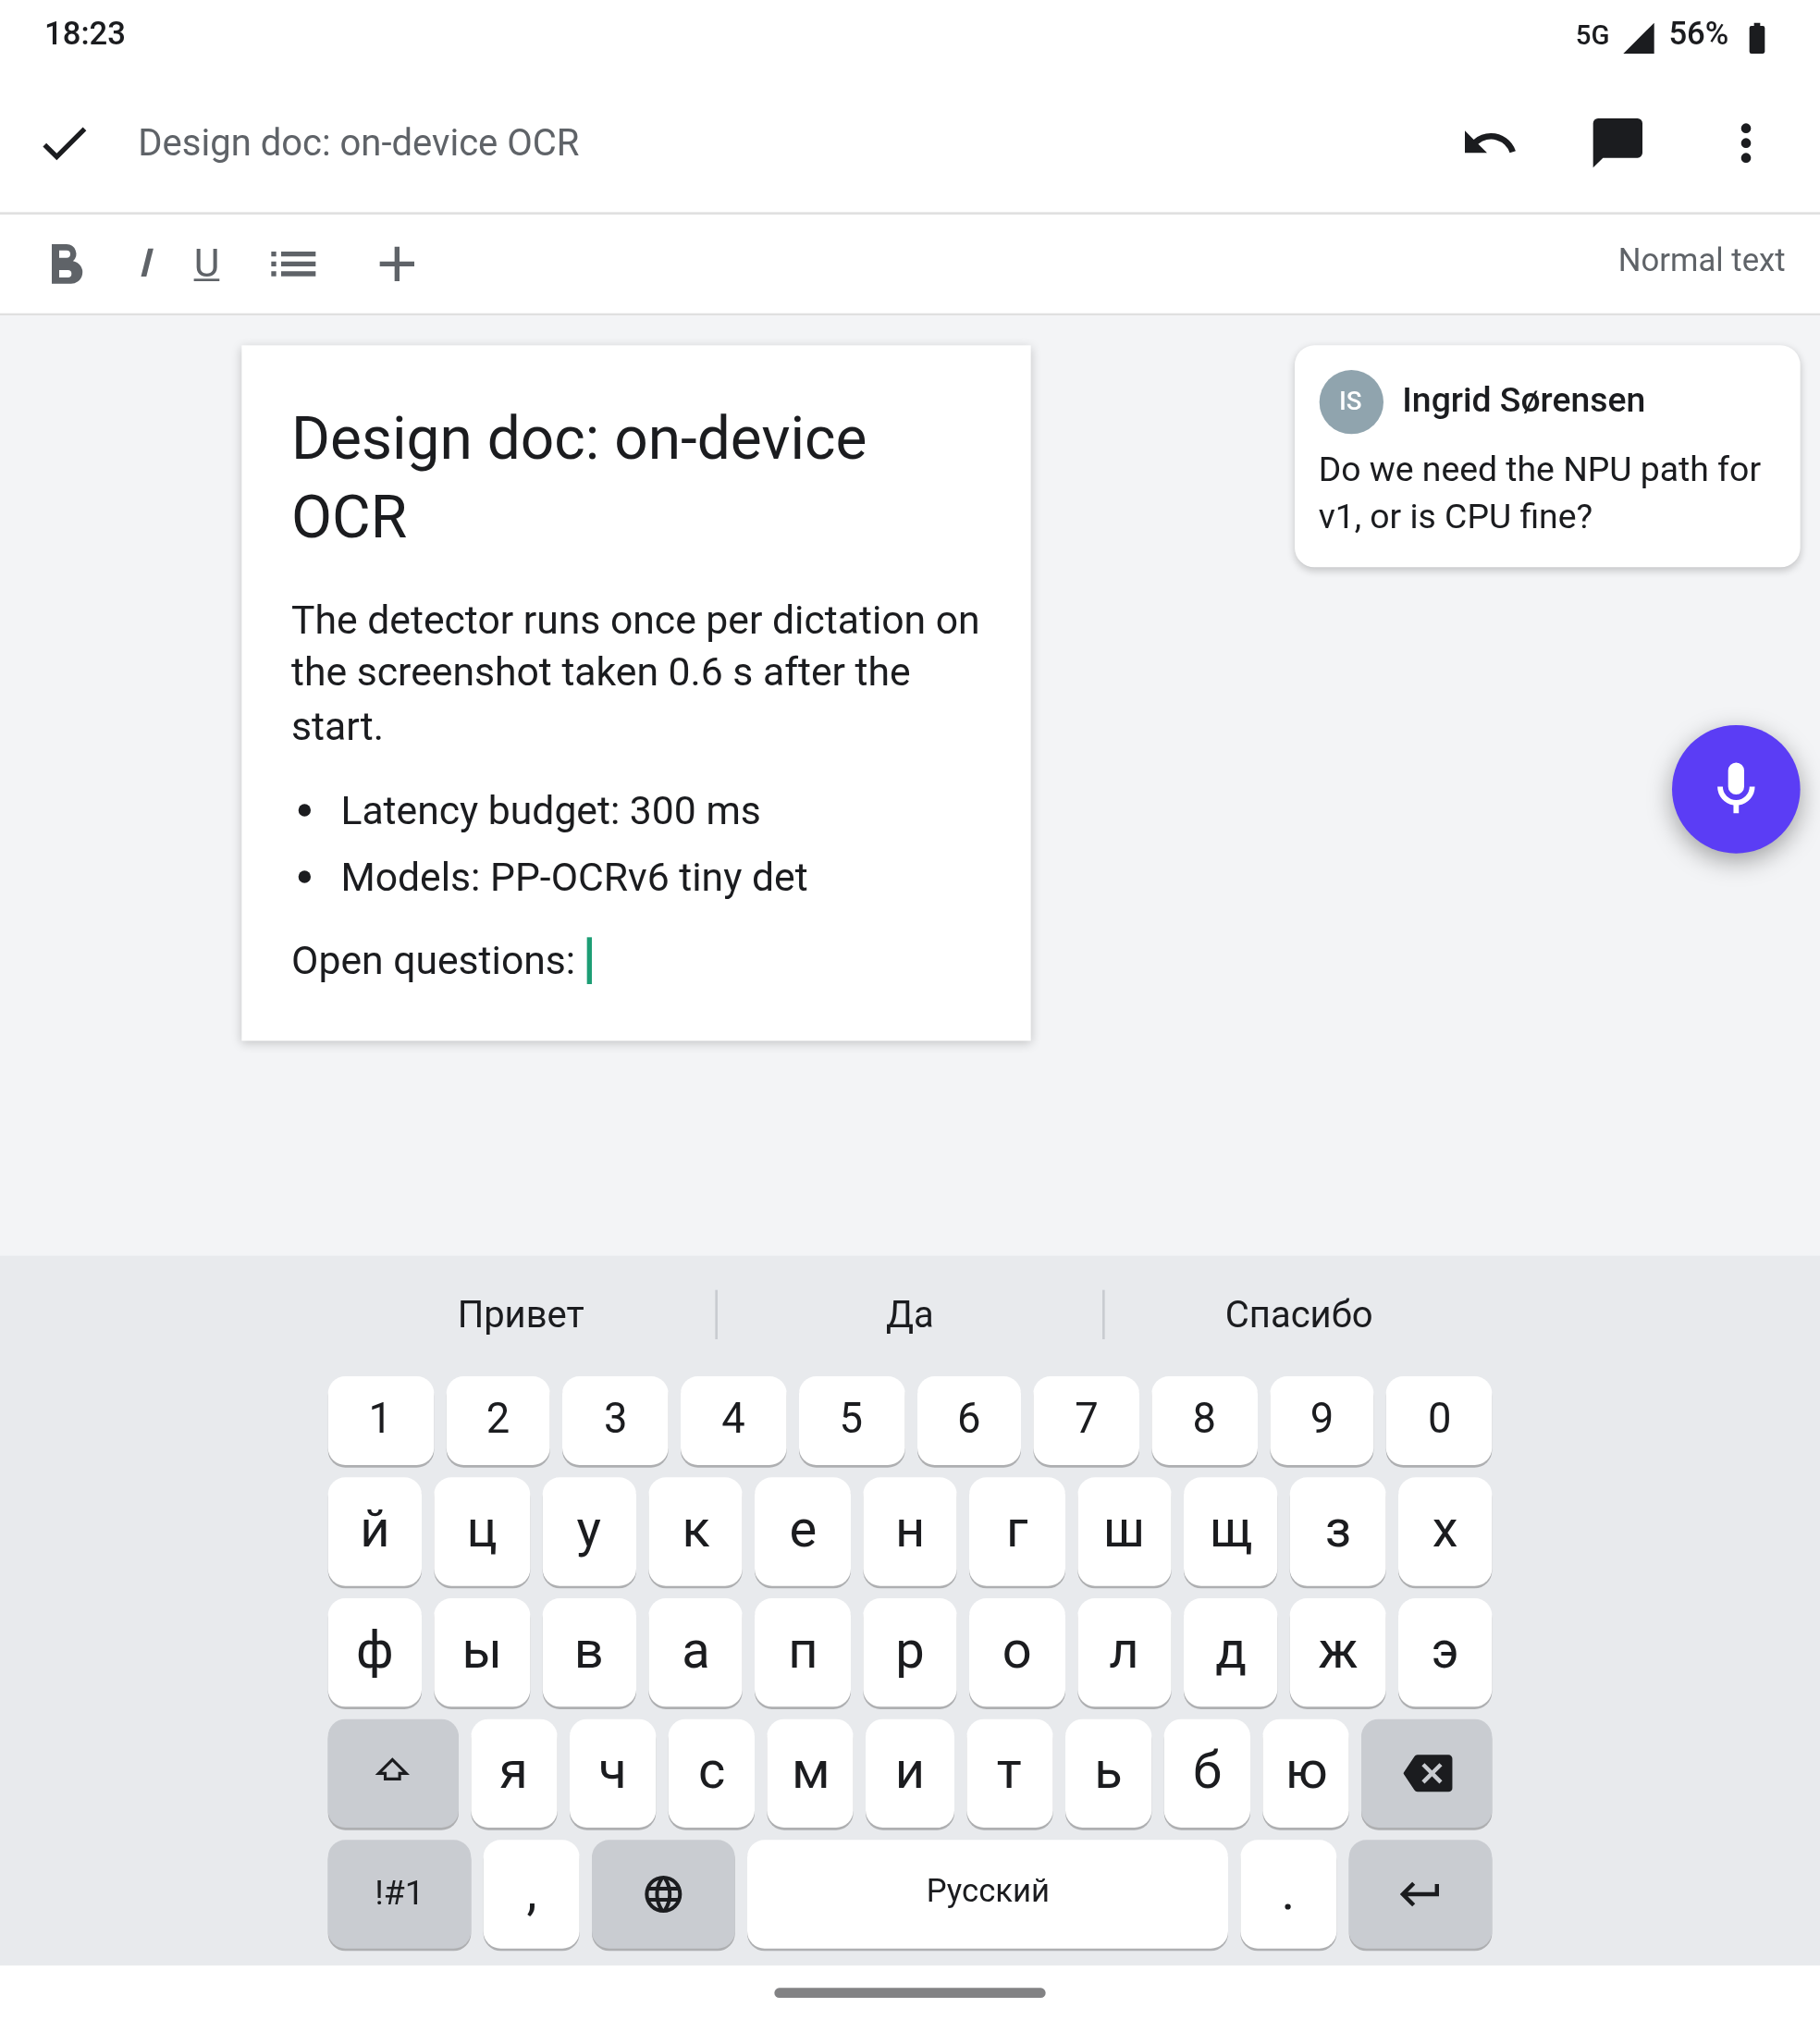 18:23
5G 56%
Design doc: on-device OCR
B I U
Normal text
Design doc: on-device
OCR
The detector runs once per dictation on
the screenshot taken 0.6 s after the
start.
• Latency budget: 300 ms
• Models: PP-OCRv6 tiny det
Open questions:
IS Ingrid Sørensen
Do we need the NPU path for
v1, or is CPU fine?
Привет Да Спасибо
1 2 3 4 5 6 7 8 9 0
й ц у к е н г ш щ з х
ф ы в а п р о л д ж э
я ч с м и т ь б ю
!#1 , Русский .